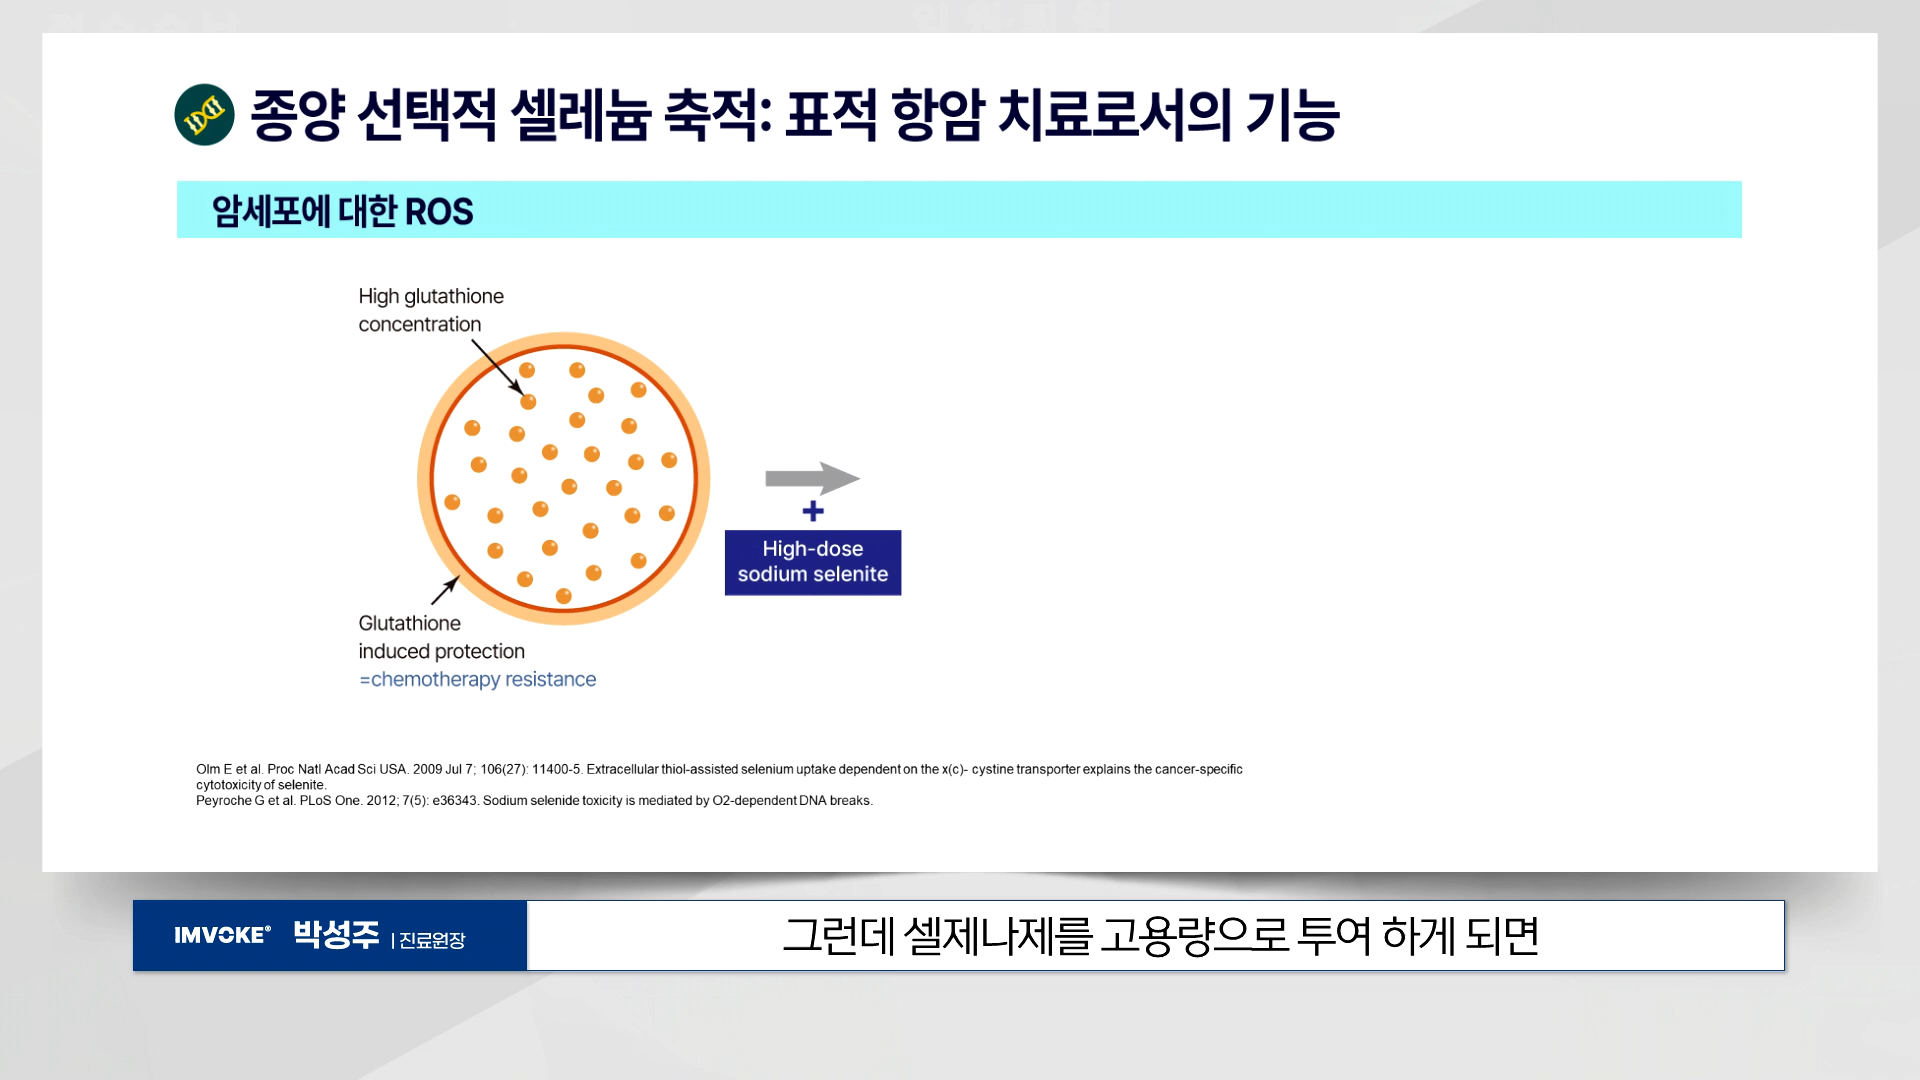 종양 선택적 셀레늄 축적: 표적 항암 치료로서의 기능
암세포에 대한 ROS
High glutathione
concentration
+
High-dose
sodium selenite
Glutathione
induced protection
=chemotherapy resistance
Olm E et al. Proc Natl Acad Sci USA. 2009 Jul 7; 106(27): 11400-5. Extracellular thiol-assisted selenium uptake dependent on the x(c)- cystine transporter explains the cancer-specific
cytotoxicity of selenite.
Peyroche G et al. PLoS One. 2012; 7(5): e36343. Sodium selenide toxicity is mediated by O2-dependent DNA breaks.
IMVOKE® 박성주 | 진료원장
그런데 셀제나제를 고용량으로 투여 하게 되면